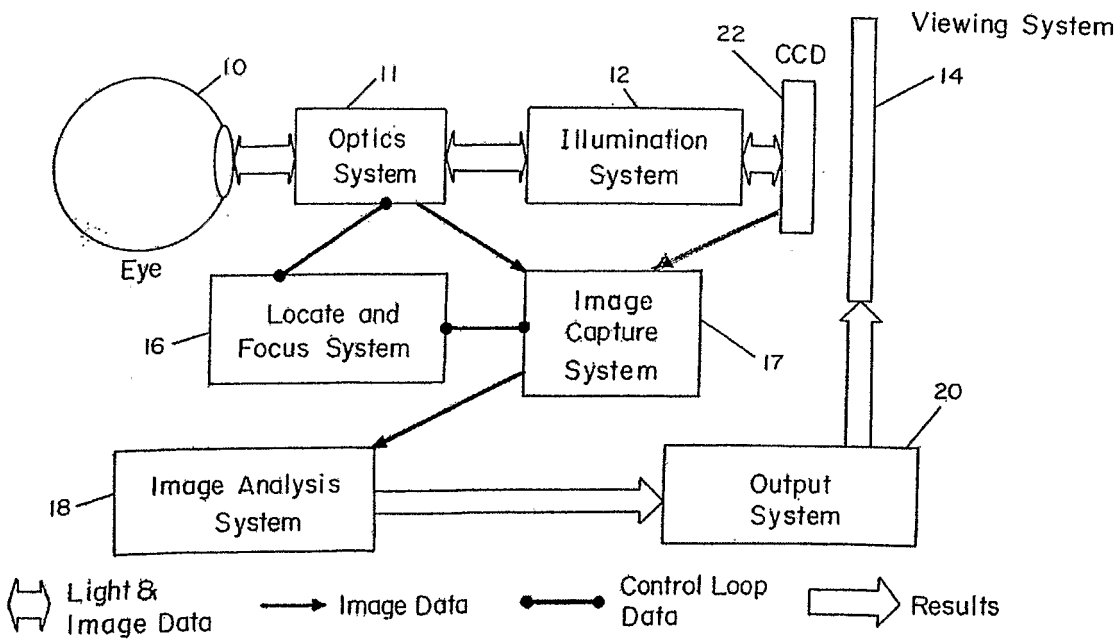 Viewing System
22
CCD
10
11
12
14
Optics
System
Illumination
System
Eye
Locate and
Focus System
16
Image
Capture
System
17
20
18
Image Analysis
System
Output
System
Light &
Image Data
Image Data
Control Loop
Data
Results